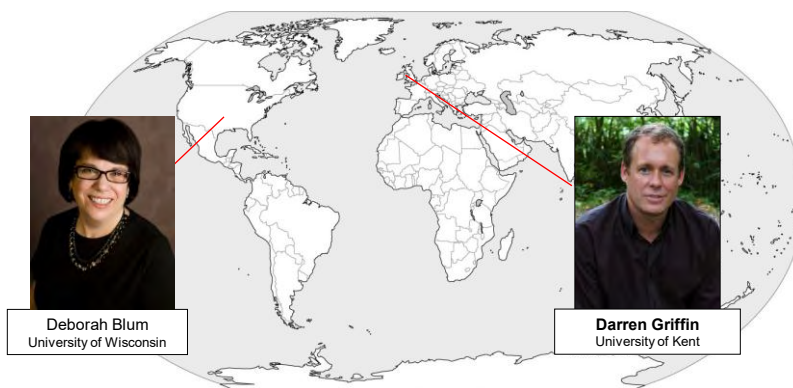 Deborah Blum
University of Wisconsin
Darren Griffin
University of Kent